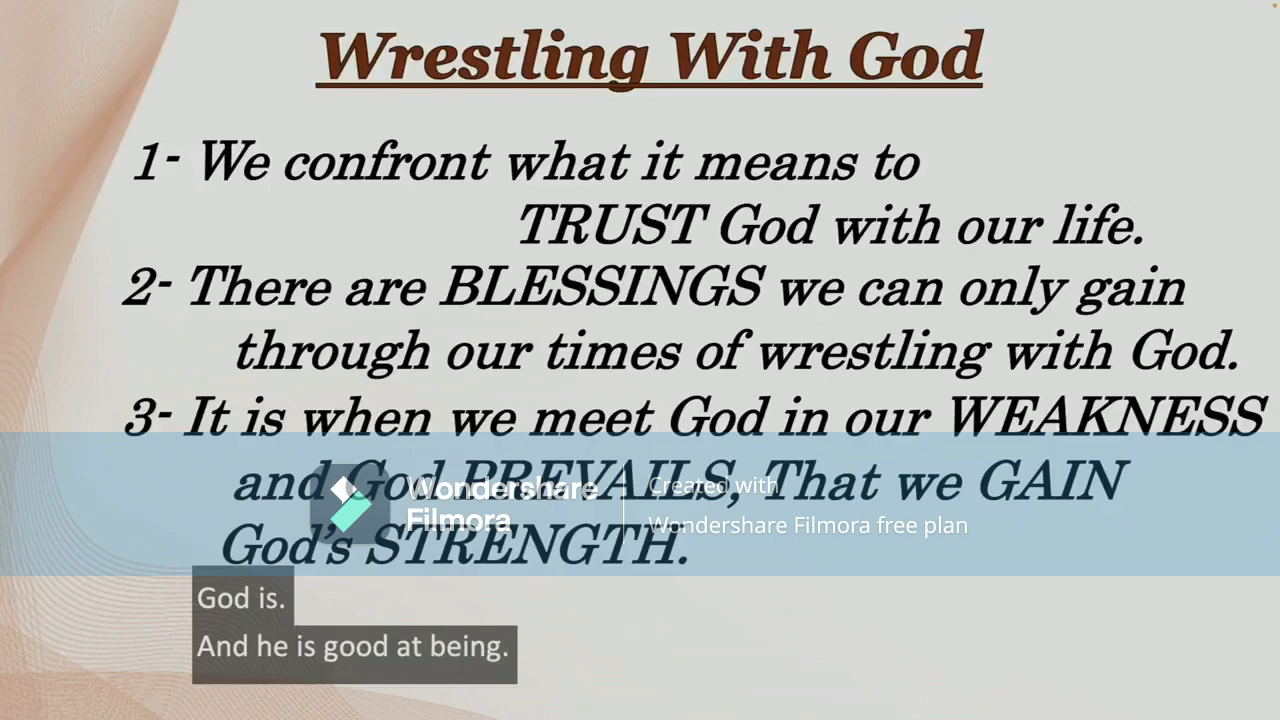 Wrestling With God
1- We confront what it means to
TRUST God with our life.
2- There are BLESSINGS we can only gain
through our times of wrestling with God.
3- It is when we meet God in our WEAKNESS
and God PREVAILS, That we GAIN
God's STRENGTH.
Wondershare
Filmora
Created with
Wondershare Filmora free plan
God is.
And he is good at being.